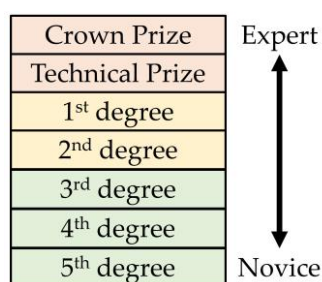 Crown Prize Expert
Technical Prize
1st degree
2nd degree
3rd degree
4th degree
5th degree Novice